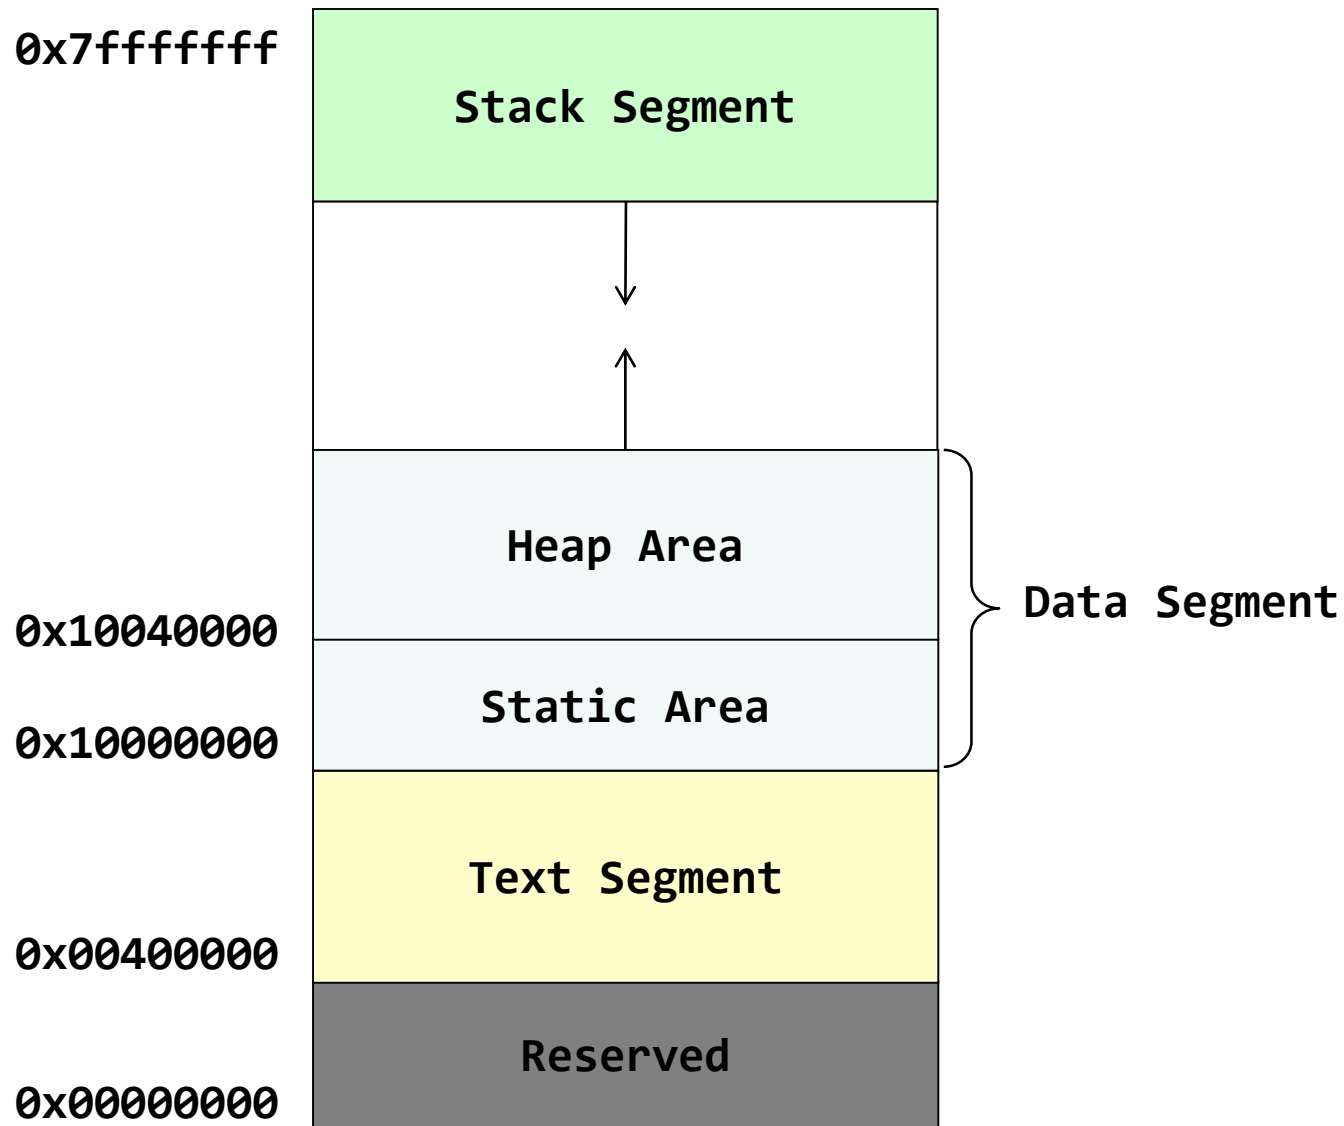 0x7fffffff
Stack Segment
Heap Area
Data Segment
0x10040000
Static Area
0x10000000
Text Segment
0x00400000
Reserved
0x00000000